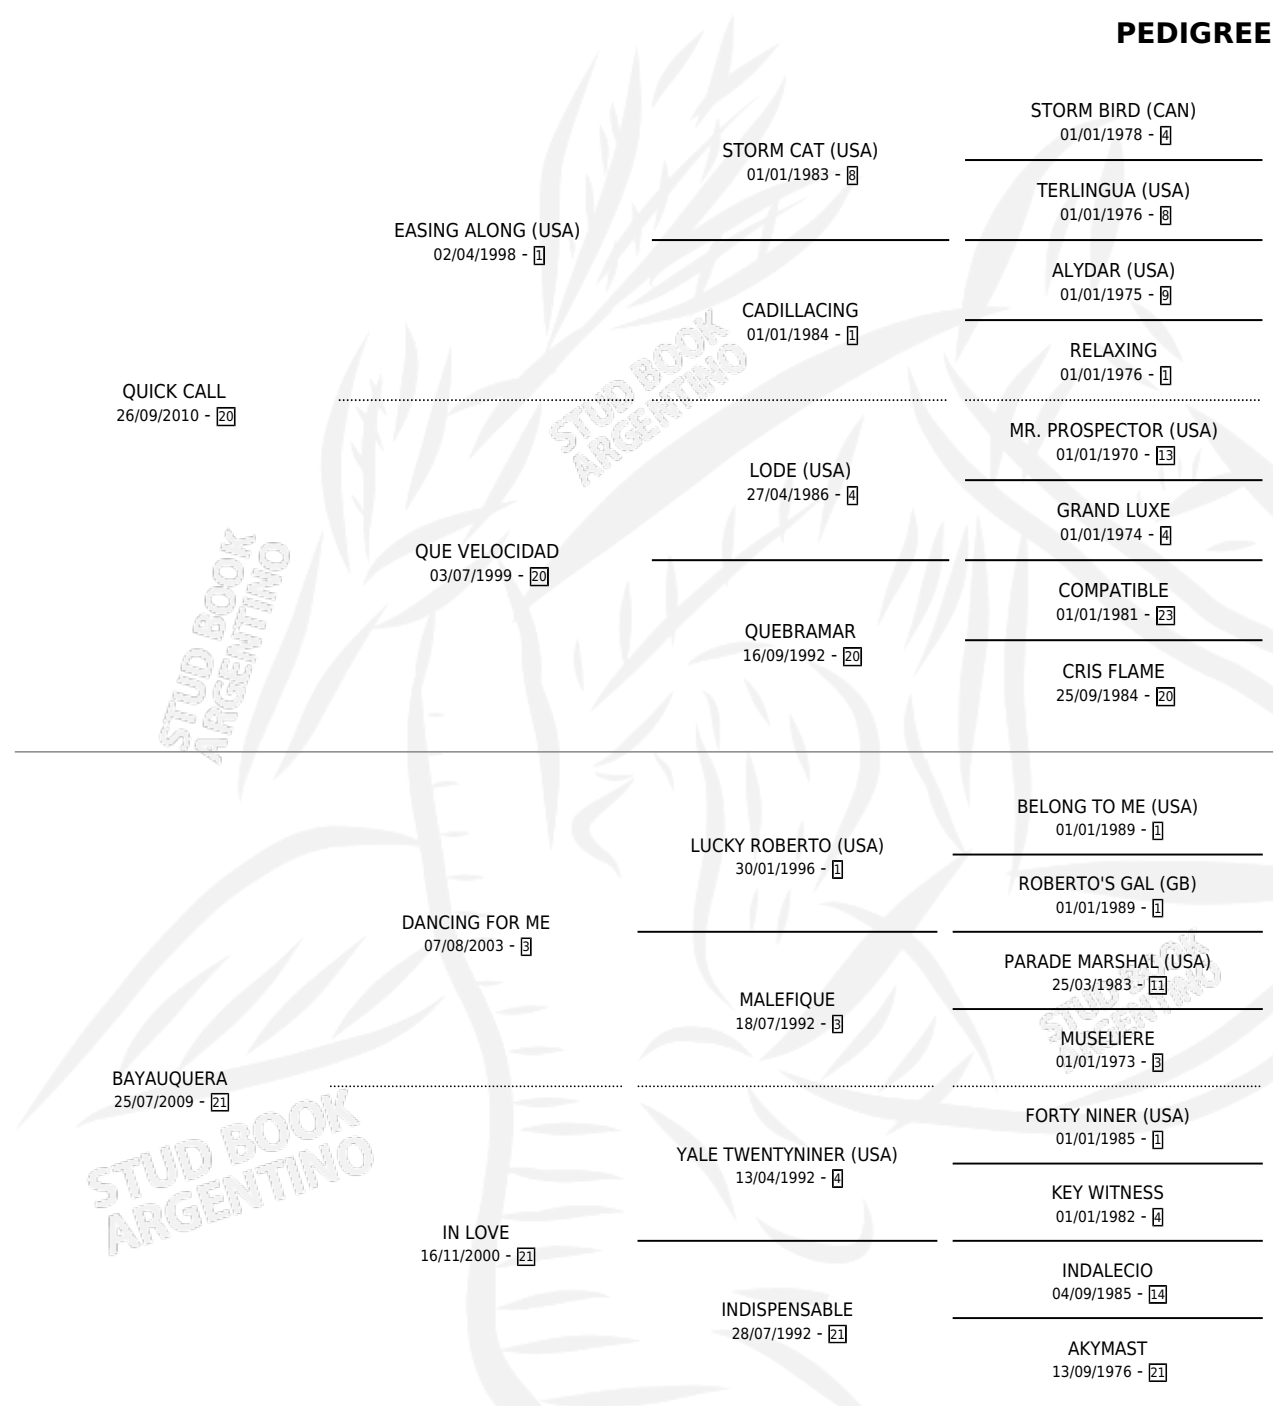 PEDIGREE
STORM BIRD (CAN)
01/01/1978 - 4
STORM CAT (USA)
01/01/1983 - 8
TERLINGUA (USA)
01/01/1976 - 8
EASING ALONG (USA)
02/04/1998 - 1
ALYDAR (USA)
01/01/1975 - 9
CADILLACING
01/01/1984 - 1
RELAXING
01/01/1976 - 1
QUICK CALL
26/09/2010 - 20
STUD BOOK
ARGENTINO
MR. PROSPECTOR (USA)
01/01/1970 - 13
LODE (USA)
27/04/1986 - 4
GRAND LUXE
01/01/1974 - 4
QUE VELOCIDAD
03/07/1999 - 20
COMPATIBLE
01/01/1981 - 23
QUEBRAMAR
16/09/1992 - 20
CRIS FLAME
25/09/1984 - 20
STUD BOOK
ARGENTINO
BELONG TO ME (USA)
01/01/1989 - 1
LUCKY ROBERTO (USA)
30/01/1996 - 1
ROBERTO'S GAL (GB)
01/01/1989 - 1
DANCING FOR ME
07/08/2003 - 3
PARADE MARSHAL (USA)
25/03/1983 - 11
MALEFIQUE
18/07/1992 - 3
STUD BOOK
ARGENTINO
MUSELIERE
01/01/1973 - 3
BAYAUQUERA
25/07/2009 - 21
FORTY NINER (USA)
01/01/1985 - 1
YALE TWENTYNINER (USA)
13/04/1992 - 4
KEY WITNESS
01/01/1982 - 4
STUD BOOK
ARGENTINO
IN LOVE
16/11/2000 - 21
INDALECIO
04/09/1985 - 14
INDISPENSABLE
28/07/1992 - 21
AKYMAST
13/09/1976 - 21